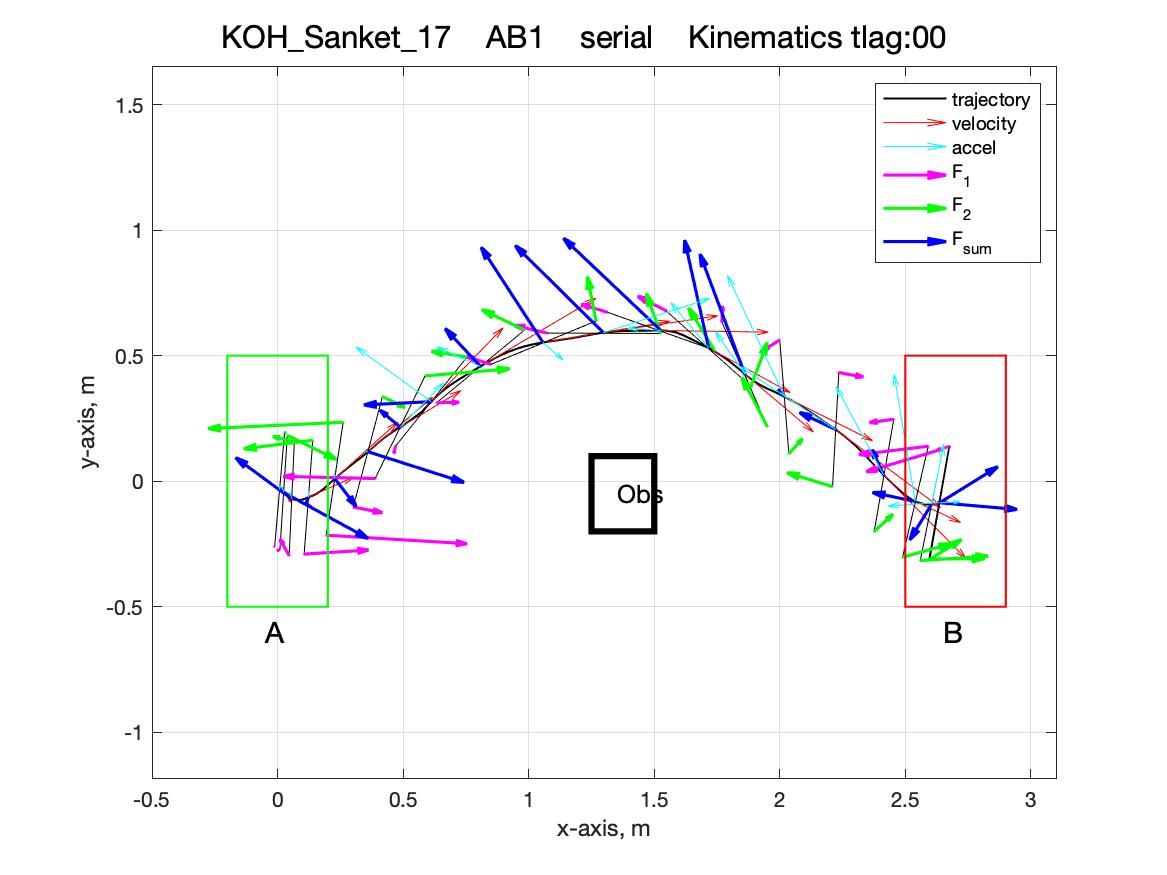 KOH_Sanket_17 AB1 serial Kinematics tlag:00
trajectory
velocity
accel
F1
F2
Fsum
1.5
1
0.5
0
-0.5
-1
y-axis, m
Obs
A
B
-0.5 0 0.5 1 1.5 2 2.5 3
x-axis, m